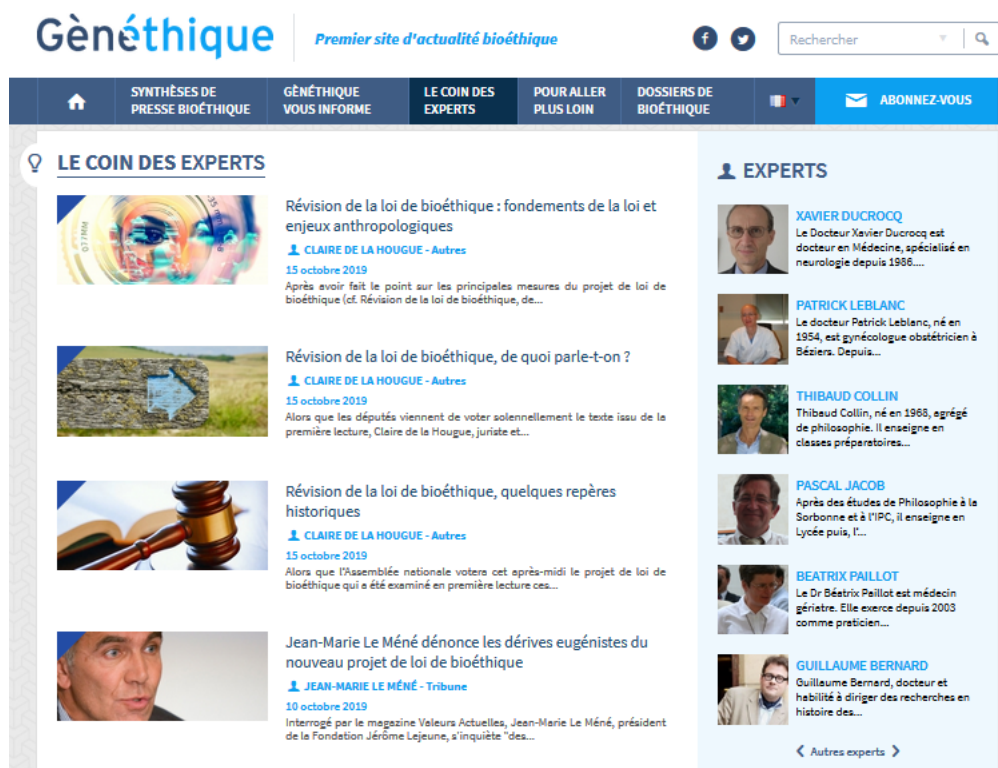 Gènéthique
Premier site d'actualité bioéthique
Rechercher
SYNTHÈSES DE
PRESSE BIOÉTHIQUE
GÈNÉTHIQUE
VOUS INFORME
LE COIN DES
EXPERTS
POUR ALLER
PLUS LOIN
DOSSIERS DE
BIOÉTHIQUE
ABONNEZ-VOUS
LE COIN DES EXPERTS
077MM
-35 mm
Révision de la loi de bioéthique : fondements de la loi et
enjeux anthropologiques
CLAIRE DE LA HOUGUE - Autres
15 octobre 2019
Après avoir fait le point sur les principales mesures du projet de loi de
bioéthique (cf. Révision de la loi de bioéthique, de...
Révision de la loi de bioéthique, de quoi parle-t-on ?
CLAIRE DE LA HOUGUE - Autres
15 octobre 2019
Alors que les députés viennent de voter solennellement le texte issu de la
première lecture, Claire de la Hougue, juriste et...
Révision de la loi de bioéthique, quelques repères
historiques
CLAIRE DE LA HOUGUE - Autres
15 octobre 2019
Alors que l'Assemblée nationale votera cet après-midi le projet de loi de
bioéthique qui a été examiné en première lecture ces...
Jean-Marie Le Méné dénonce les dérives eugénistes du
nouveau projet de loi de bioéthique
JEAN-MARIE LE MÉNÉ - Tribune
10 octobre 2019
Interrogé par le magazine Valeurs Actuelles, Jean-Marie Le Méné, président
de la Fondation Jérôme Lejeune, s'inquiète "des...
EXPERTS
XAVIER DUCROCQ
Le Docteur Xavier Ducrocq est
docteur en Médecine, spécialisé en
neurologie depuis 1986....
PATRICK LEBLANC
Le docteur Patrick Leblanc, né en
1954, est gynécologue obstétricien à
Béziers. Depuis...
THIBAUD COLLIN
Thibaud Collin, né en 1968, agrégé
de philosophie. Il enseigne en
classes préparatoires...
PASCAL JACOB
Après des études de Philosophie à la
Sorbonne et à l'IPC, il enseigne en
Lycée puis, l'...
BEATRIX PAILLOT
Le Dr Béatrix Paillot est médecin
gériatre. Elle exerce depuis 2003
comme praticien...
GUILLAUME BERNARD
Guillaume Bernard, docteur et
habilité à diriger des recherches en
histoire des...
Autres experts